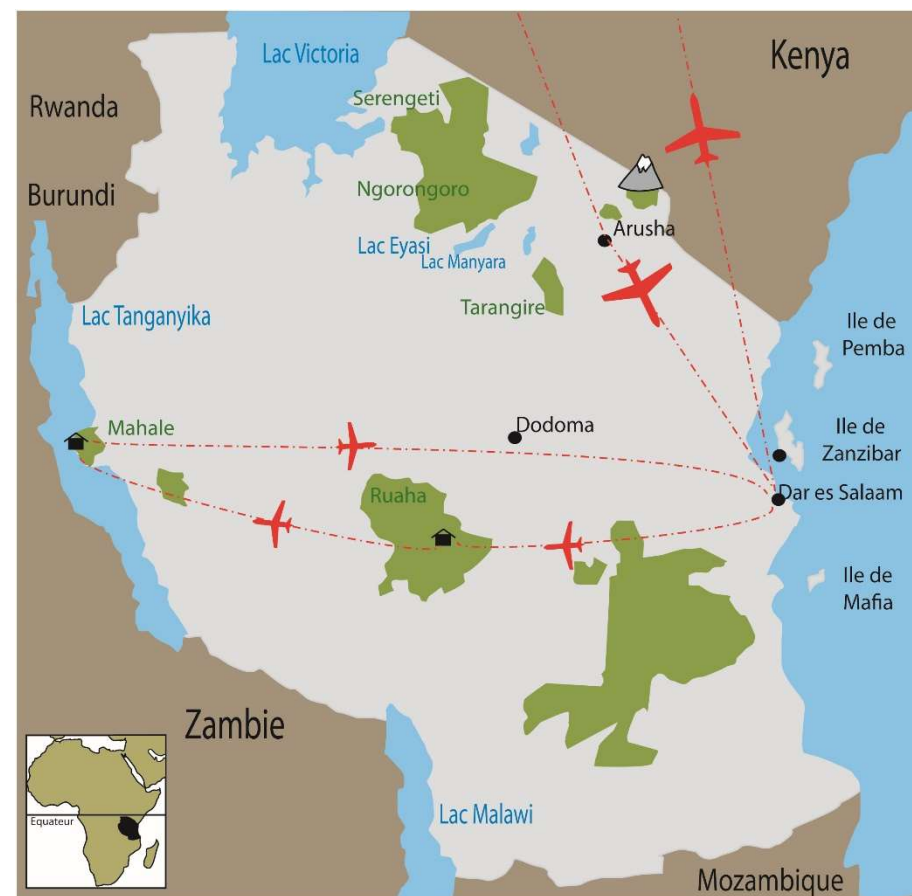 Lac Victoria
Kenya
Serengeti
Rwanda
Ngorongoro
Burundi
Arusha
Lac Eyasi
Lac Manyara
Lac Tanganyika
Tarangire
Ile de
Pemba
Mahale
Dodoma
Ile de
Zanzibar
Ruaha
Dar es Salaam
Ile de
Mafia
Zambie
Equateur
Lac Malawi
Mozambique